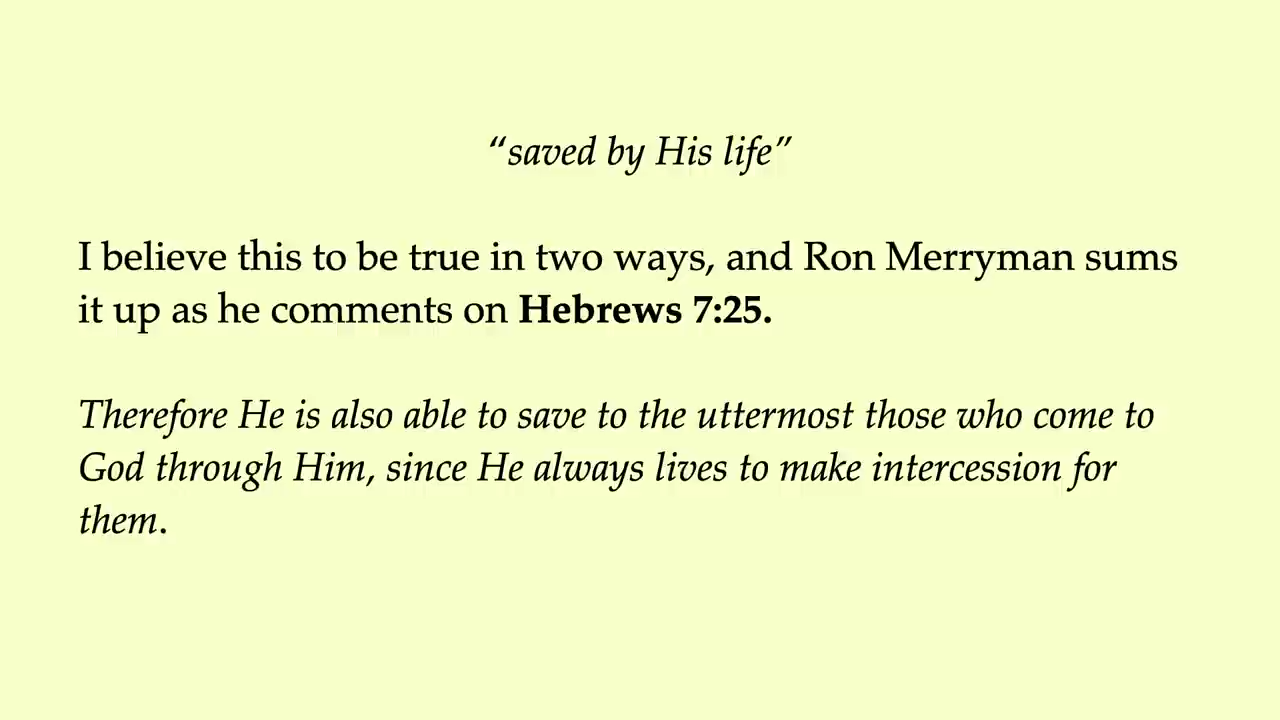 “saved by His life”
I believe this to be true in two ways, and Ron Merryman sums
it up as he comments on Hebrews 7:25.
Therefore He is also able to save to the uttermost those who come to
God through Him, since He always lives to make intercession for
them.